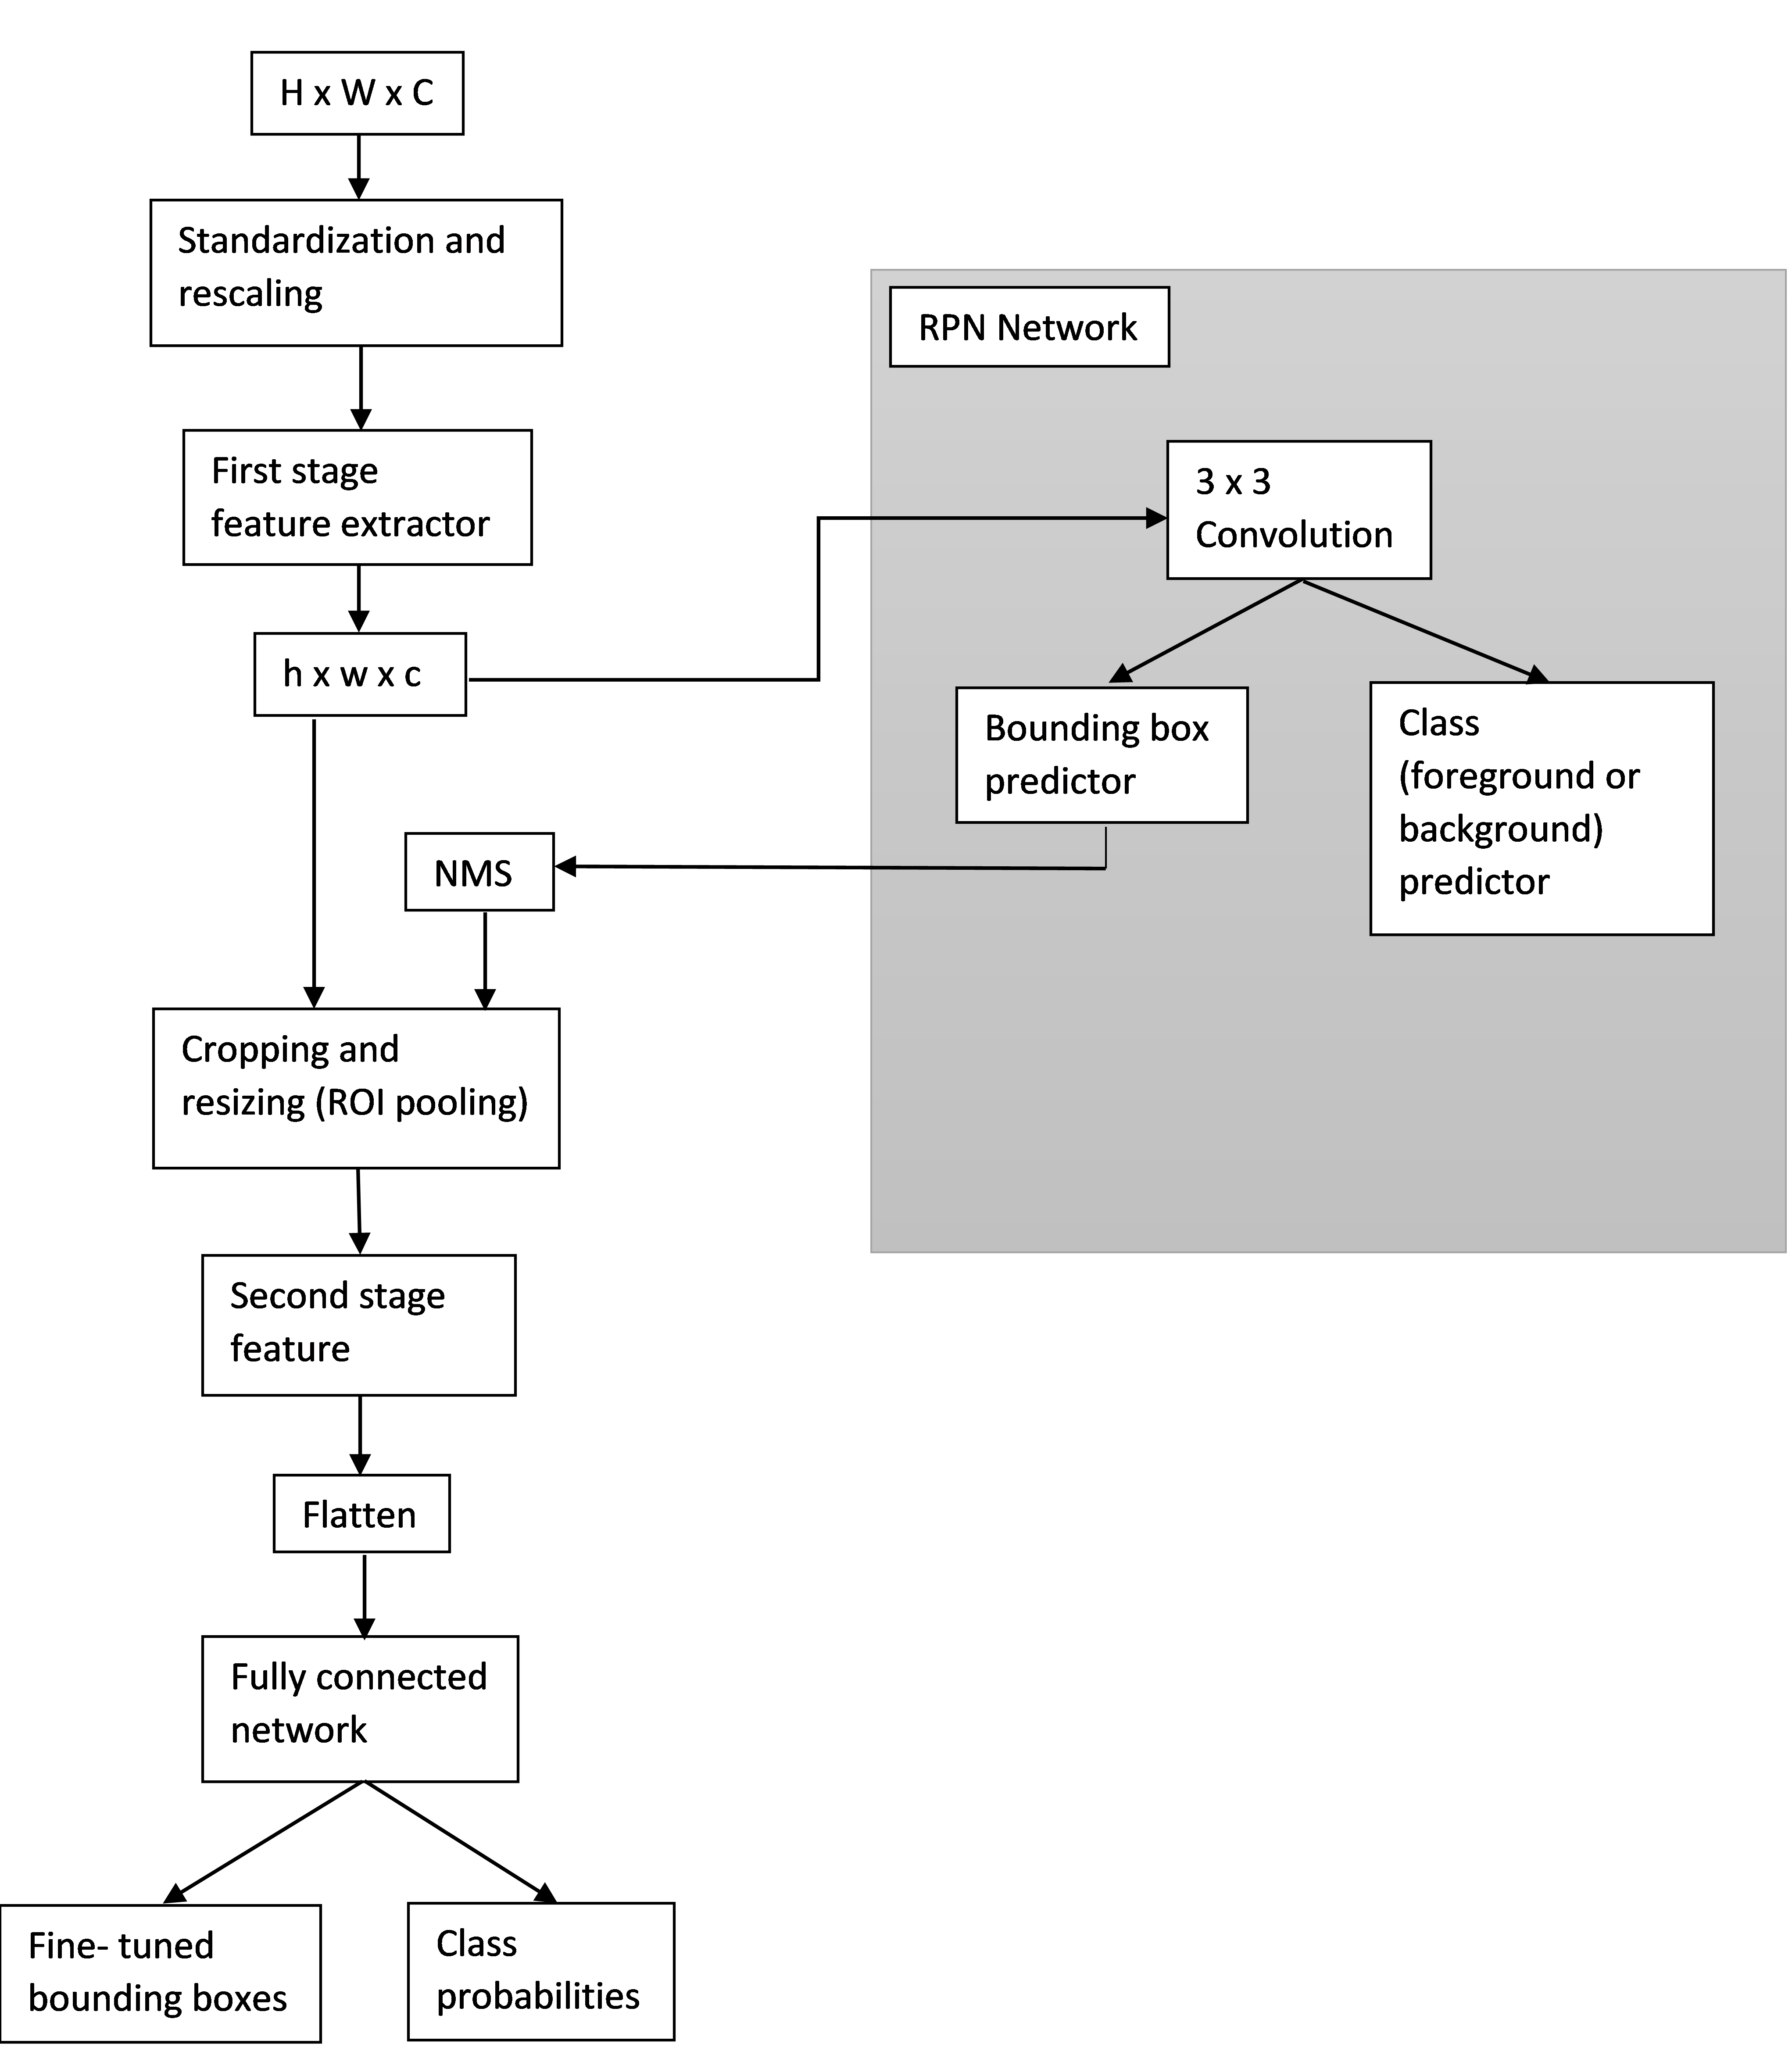 H x W x C
Standardization and
rescaling
First stage
feature extractor
h x w x c
RPN Network
3 x 3
Convolution
Bounding box
predictor
Class
(foreground or
background)
predictor
NMS
Cropping and
resizing (ROI pooling)
Second stage
feature
Flatten
Fully connected
network
Fine- tuned
bounding boxes
Class
probabilities